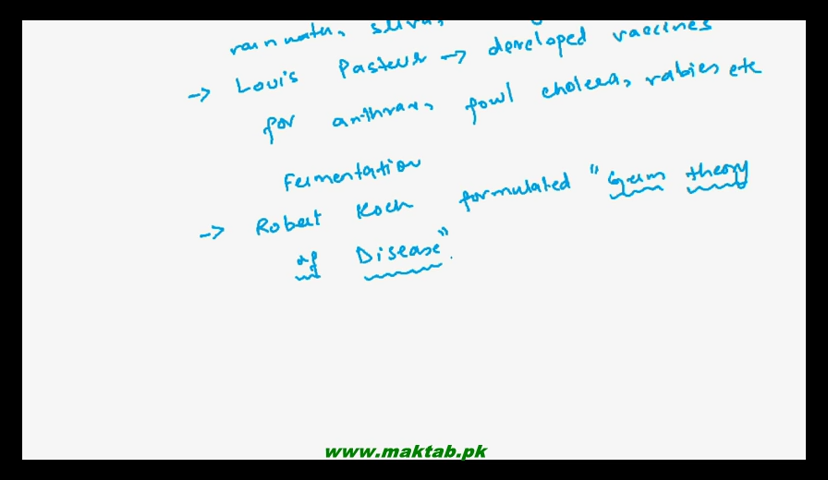 rain water,
→ Louis Pasteur → developed vaccines
for anthrax, fowl cholera, rabies etc
Fermentation
→ Robert Koch formulated "Germ theory
of Disease".
www.maktab.pk